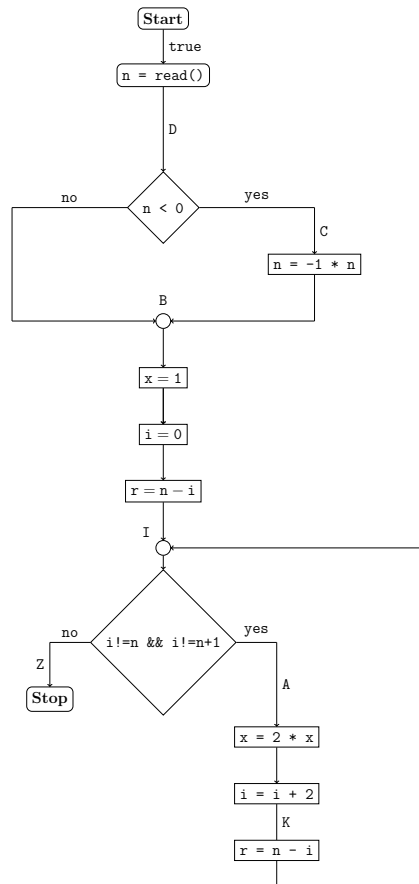 Start
true
n = read()
D
no
n < 0
yes
C
n = -1 * n
B
x = 1
i = 0
r = n − i
I
no
i!=n && i!=n+1
yes
Z
Stop
A
x = 2 * x
i = i + 2
K
r = n - i